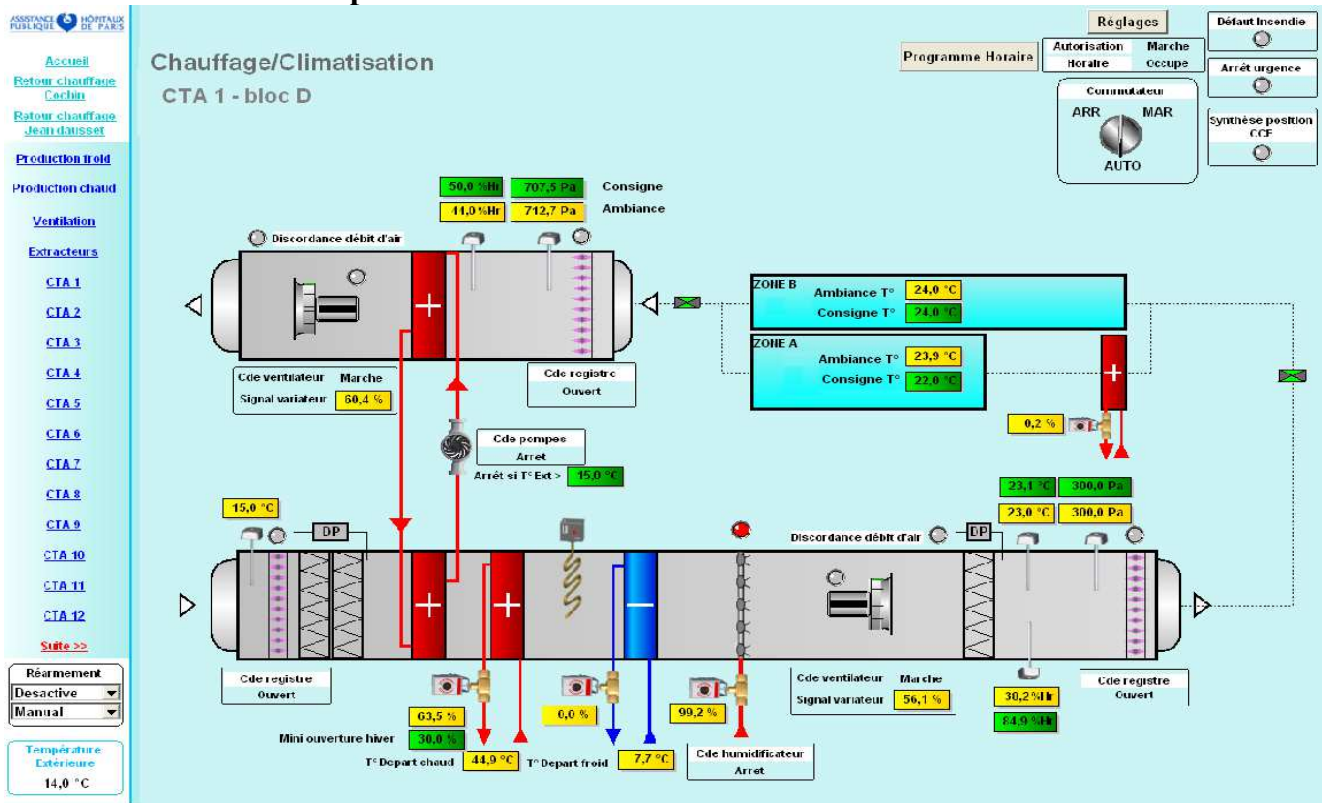 ASSISTANCE HÔPITAUX
PUBLIQUE DE PARIS
Accueil
Retour chauffage
Cochin
Retour chauffage
Jean dausset
Production froid
Production chaud
Ventilation
Extracteurs
CTA 1
CTA 2
CTA 3
CTA 4
CTA 5
CTA 6
CTA 7
CTA 8
CTA 9
CTA 10
CTA 11
CTA 12
Suite >>
Réarmement
Desactive
Manual
Température
Extérieure
14,0 °C
Chauffage/Climatisation
CTA 1 - bloc D
Programme Horaire
Réglages
Autorisation Marche
Horaire Occupe
Commutateur
ARR MAR
AUTO
Défaut Incendie
Arrêt urgence
Synthèse position
CCF
50,0 %Hr 707,5 Pa Consigne
44,0 %Hr 712,7 Pa Ambiance
Discordance débit d'air
Cde ventilateur Marche
Signal variateur 60,4 %
Cde registre
Ouvert
ZONE B
Ambiance T° 24,0 °C
Consigne T° 24,0 °C
ZONE A
Ambiance T° 23,9 °C
Consigne T° 22,0 °C
0,2 %
Cde pompes
Arret
Arrêt si T° Ext > 15,0 °C
15,0 °C
DP
Discordance débit d'air
DP
23,1 °C 300,0 Pa
23,0 °C 300,0 Pa
Cde registre
Ouvert
63,5 %
Mini ouverture hiver 30,0 %
T° Depart chaud 44,9 °C
0,0 %
T° Depart froid 7,7 °C
99,2 %
Cde humidificateur
Arret
Cde ventilateur Marche
Signal variateur 56,1 %
30,2 %Hr
84,9 %Hr
Cde registre
Ouvert